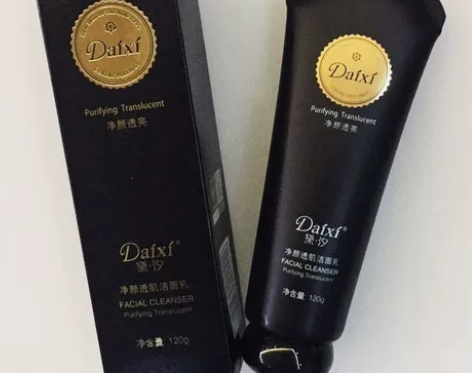 Daixi
Purifying Translucent
净颜透亮
Daixi®
黛·汐
净颜透肌洁面乳
FACIAL CLEANSER
Purifying Translucent
净含量 120g
Daixi
Purifying Translucent
净颜透亮
Daixi®
黛·汐
净颜透肌洁面乳
FACIAL CLEANSER
Purifying Translucent
净含量 120g